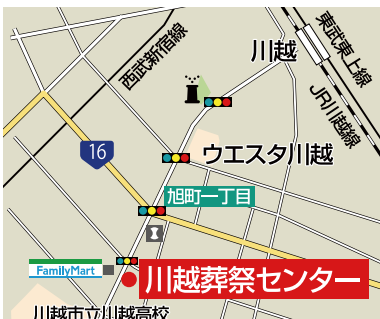 西武新宿線
東武東上線
川越
JR川越線
16
ウエスタ川越
旭町一丁目
FamilyMart
川越葬祭センター
川越市立川越高校